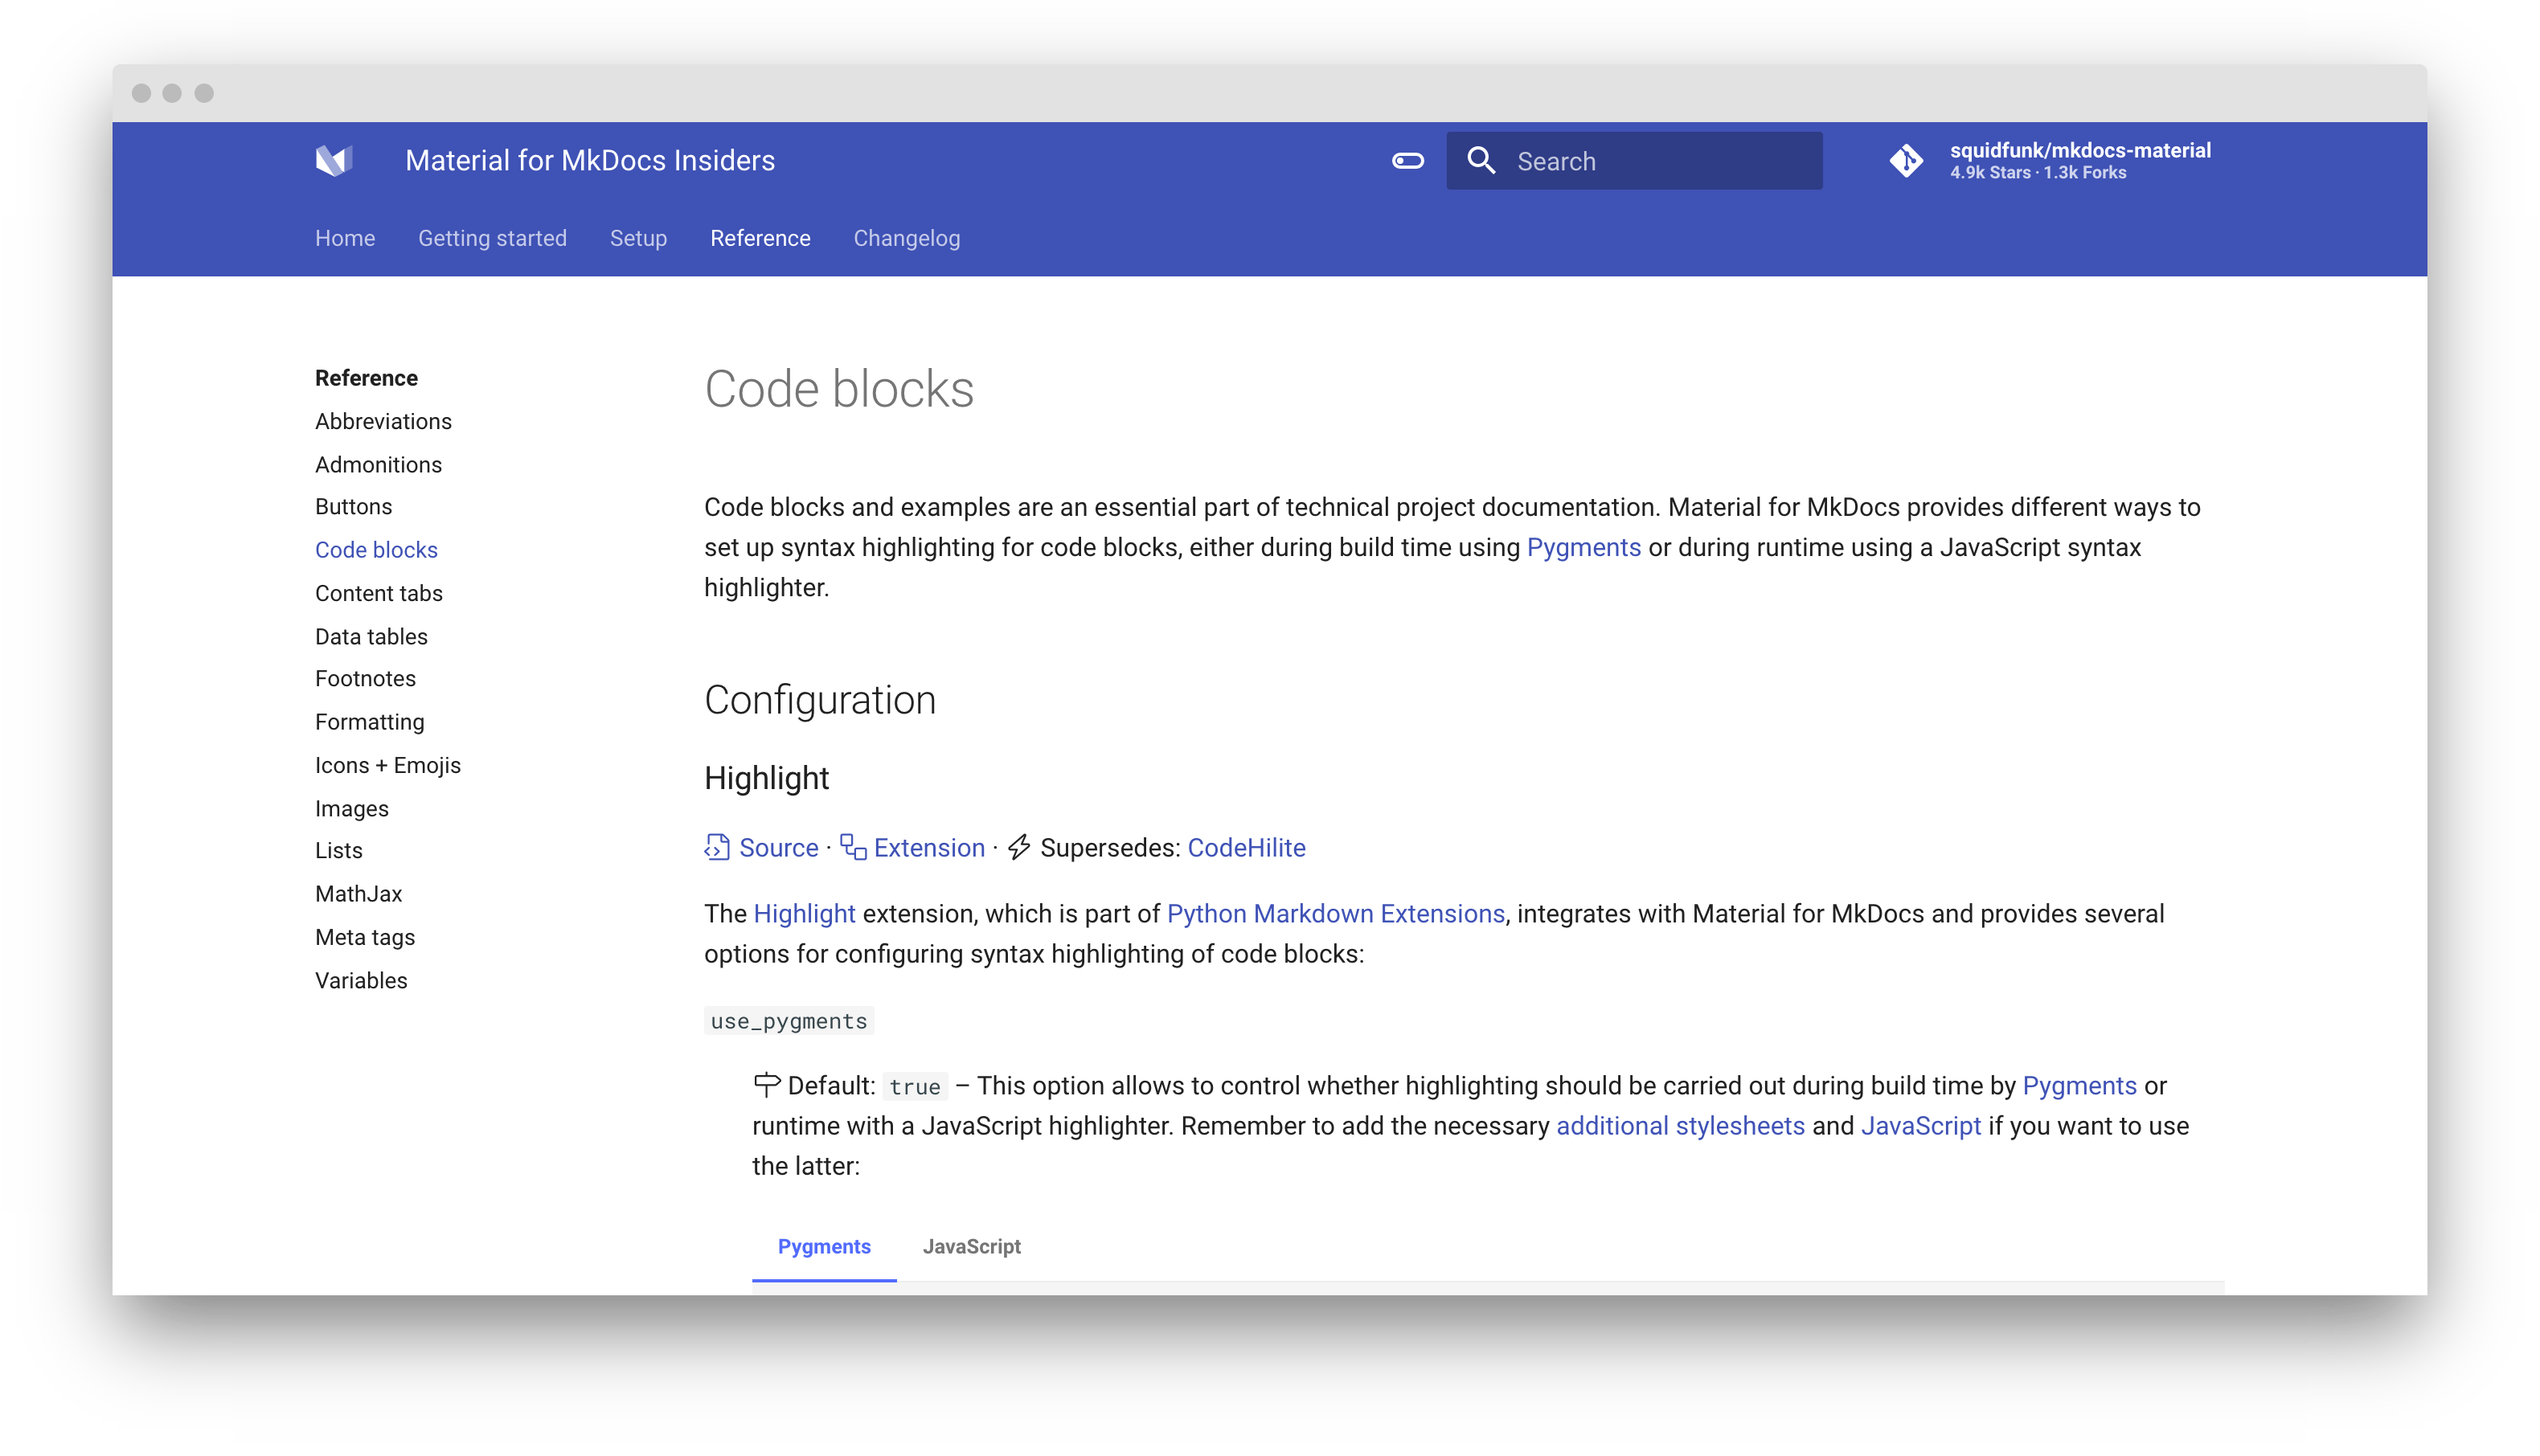 Material for MkDocs Insiders
Search
squidfunk/mkdocs-material
4.9k Stars · 1.3k Forks
Home Getting started Setup Reference Changelog
Reference
Abbreviations
Admonitions
Buttons
Code blocks
Content tabs
Data tables
Footnotes
Formatting
Icons + Emojis
Images
Lists
MathJax
Meta tags
Variables
Code blocks
Code blocks and examples are an essential part of technical project documentation. Material for MkDocs provides different ways to
set up syntax highlighting for code blocks, either during build time using Pygments or during runtime using a JavaScript syntax
highlighter.
Configuration
Highlight
Source · Extension · Supersedes: CodeHilite
The Highlight extension, which is part of Python Markdown Extensions, integrates with Material for MkDocs and provides several
options for configuring syntax highlighting of code blocks:
use_pygments
Default: true – This option allows to control whether highlighting should be carried out during build time by Pygments or
runtime with a JavaScript highlighter. Remember to add the necessary additional stylesheets and JavaScript if you want to use
the latter:
Pygments JavaScript